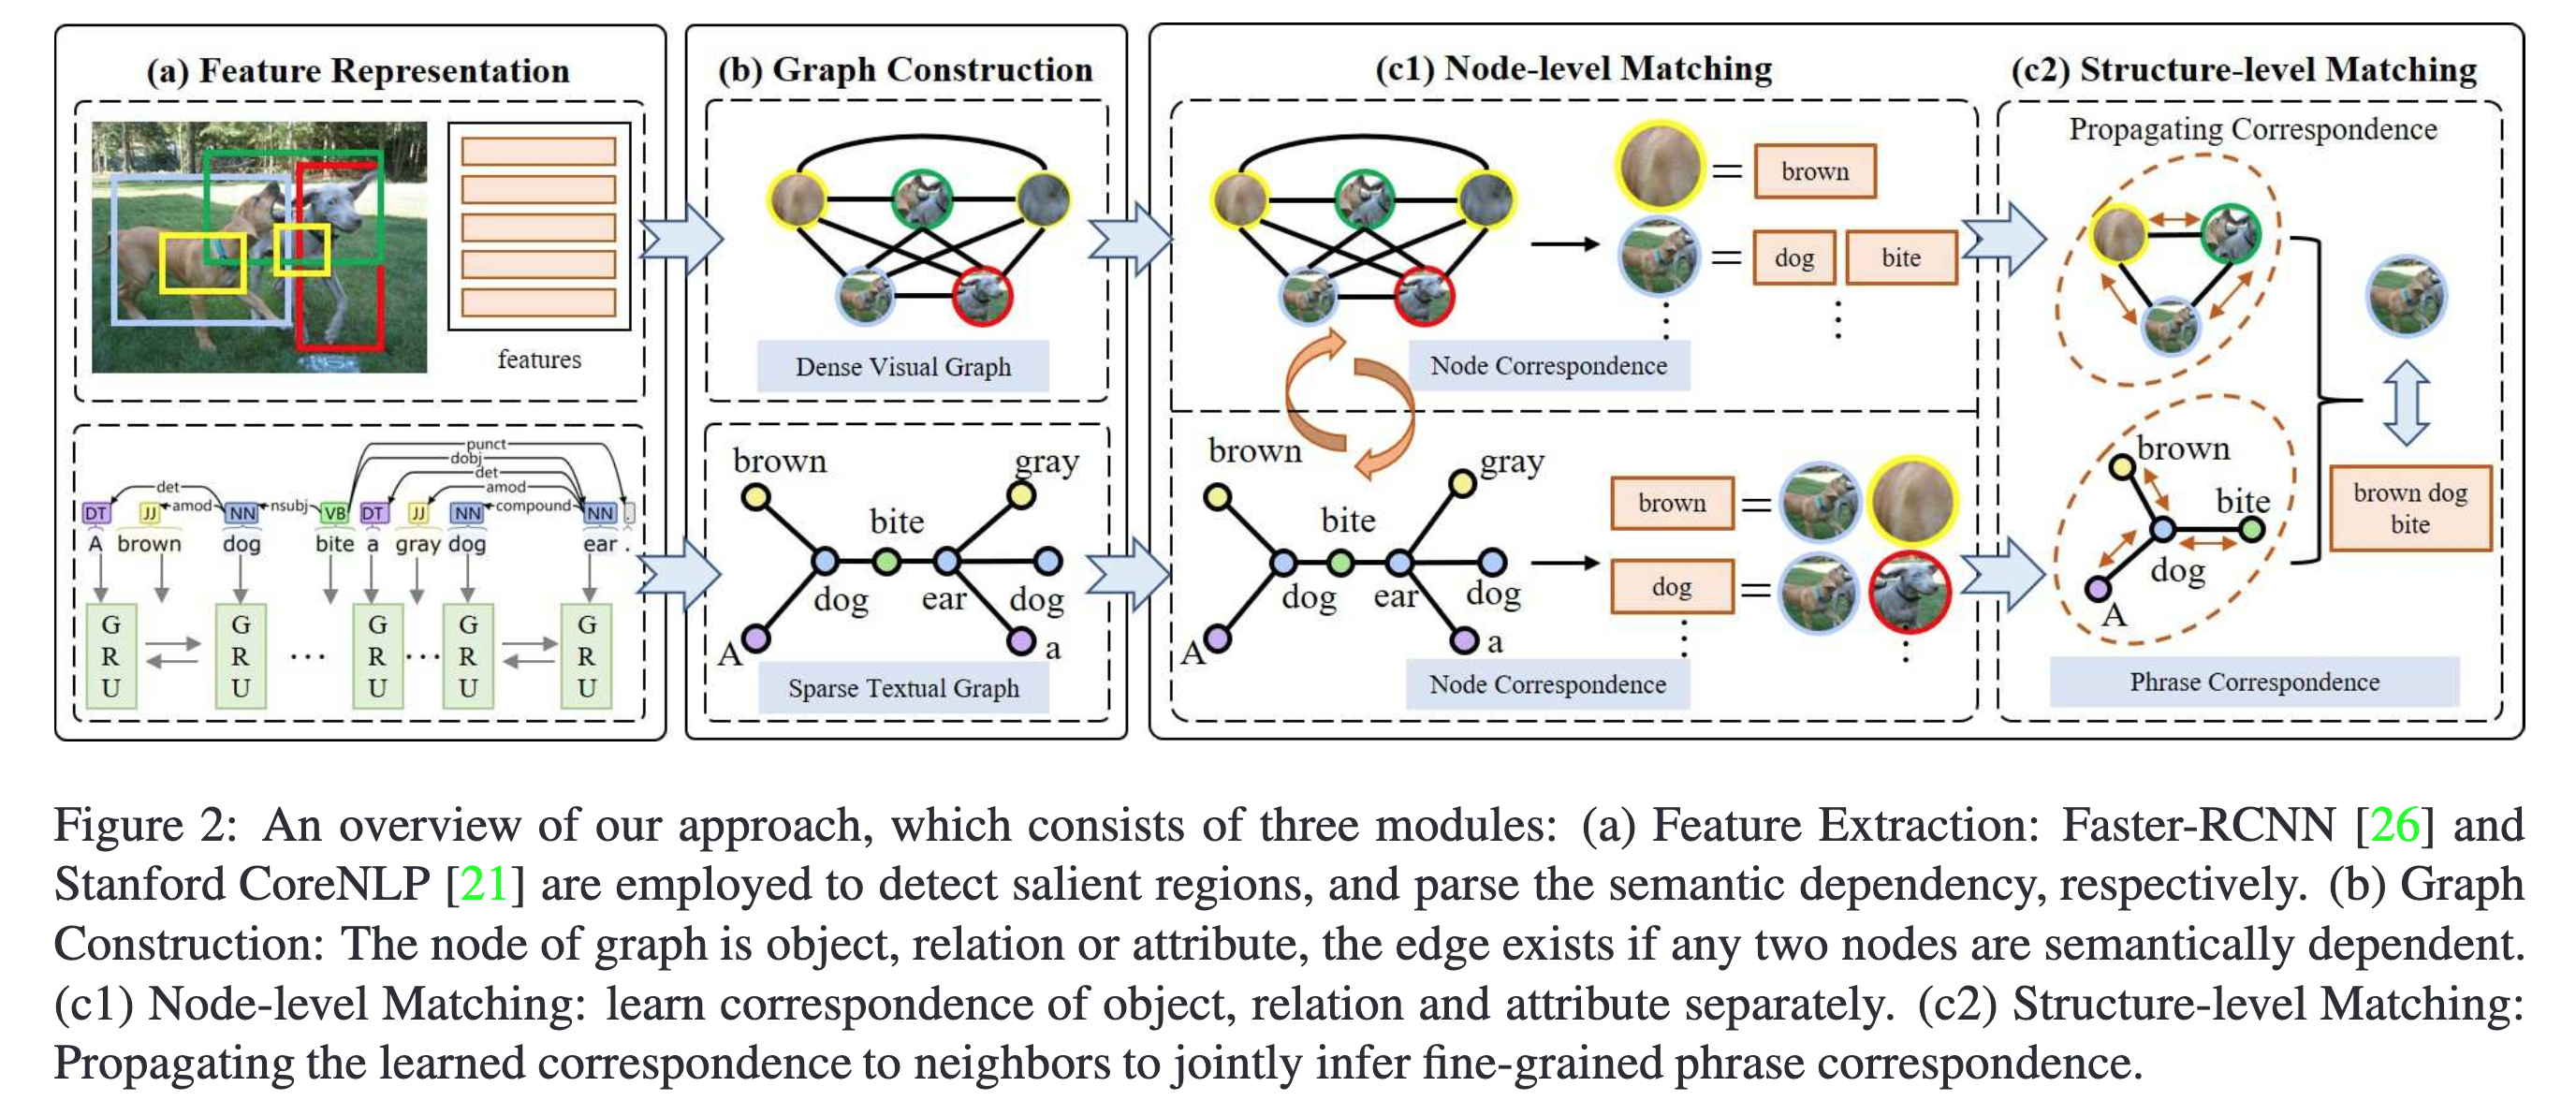 (a) Feature Representation
features
punct
dobj
det
amod
det
amod
nsubj
compound
DT JJ NN VB DT JJ NN NN .
A brown dog bite a gray dog ear .
G R U
G R U
...
G R U
...
G R U
G R U
(b) Graph Construction
Dense Visual Graph
brown
gray
bite
dog
ear
dog
A
a
Sparse Textual Graph
(c1) Node-level Matching
= brown
= dog bite
Node Correspondence
brown
gray
bite
dog
ear
dog
A
a
brown =
dog =
Node Correspondence
(c2) Structure-level Matching
Propagating Correspondence
brown
bite
dog
A
brown dog
bite
Phrase Correspondence
Figure 2: An overview of our approach, which consists of three modules: (a) Feature Extraction: Faster-RCNN [26] and
Stanford CoreNLP [21] are employed to detect salient regions, and parse the semantic dependency, respectively. (b) Graph
Construction: The node of graph is object, relation or attribute, the edge exists if any two nodes are semantically dependent.
(c1) Node-level Matching: learn correspondence of object, relation and attribute separately. (c2) Structure-level Matching:
Propagating the learned correspondence to neighbors to jointly infer fine-grained phrase correspondence.